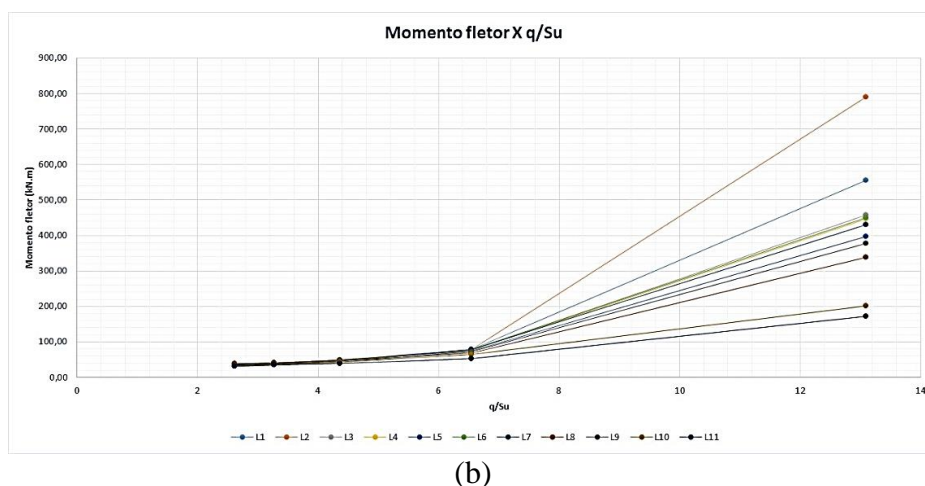 Momento fletor X q/Su
900,00
800,00
700,00
600,00
500,00
400,00
300,00
200,00
100,00
0,00
Momento fletor (kN.m)
0 2 4 6 8 10 12 14
q/Su
L1 L2 L3 L4 L5 L6 L7 L8 L9 L10 L11
(b)